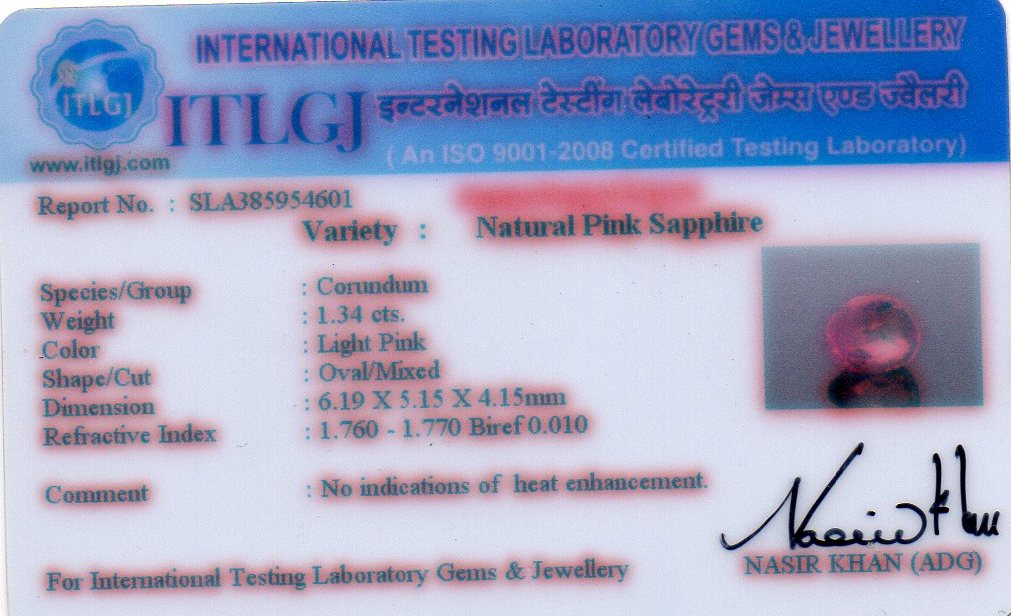 INTERNATIONAL TESTING LABORATORY GEMS & JEWELLERY
ITLGJ
ITLGJ इन्टरनेशनल टेस्टींग लेबोरेट्री जेम्स एण्ड ज्वैलरी
( An ISO 9001-2008 Certified Testing Laboratory)
www.itlgj.com
Report No. : SLA385954601
Variety : Natural Pink Sapphire
Species/Group : Corundum
Weight : 1.34 cts.
Color : Light Pink
Shape/Cut : Oval/Mixed
Dimension : 6.19 X 5.15 X 4.15mm
Refractive Index : 1.760 - 1.770 Biref 0.010
Comment : No indications of heat enhancement.
Nasir Khan
NASIR KHAN (ADG)
For International Testing Laboratory Gems & Jewellery